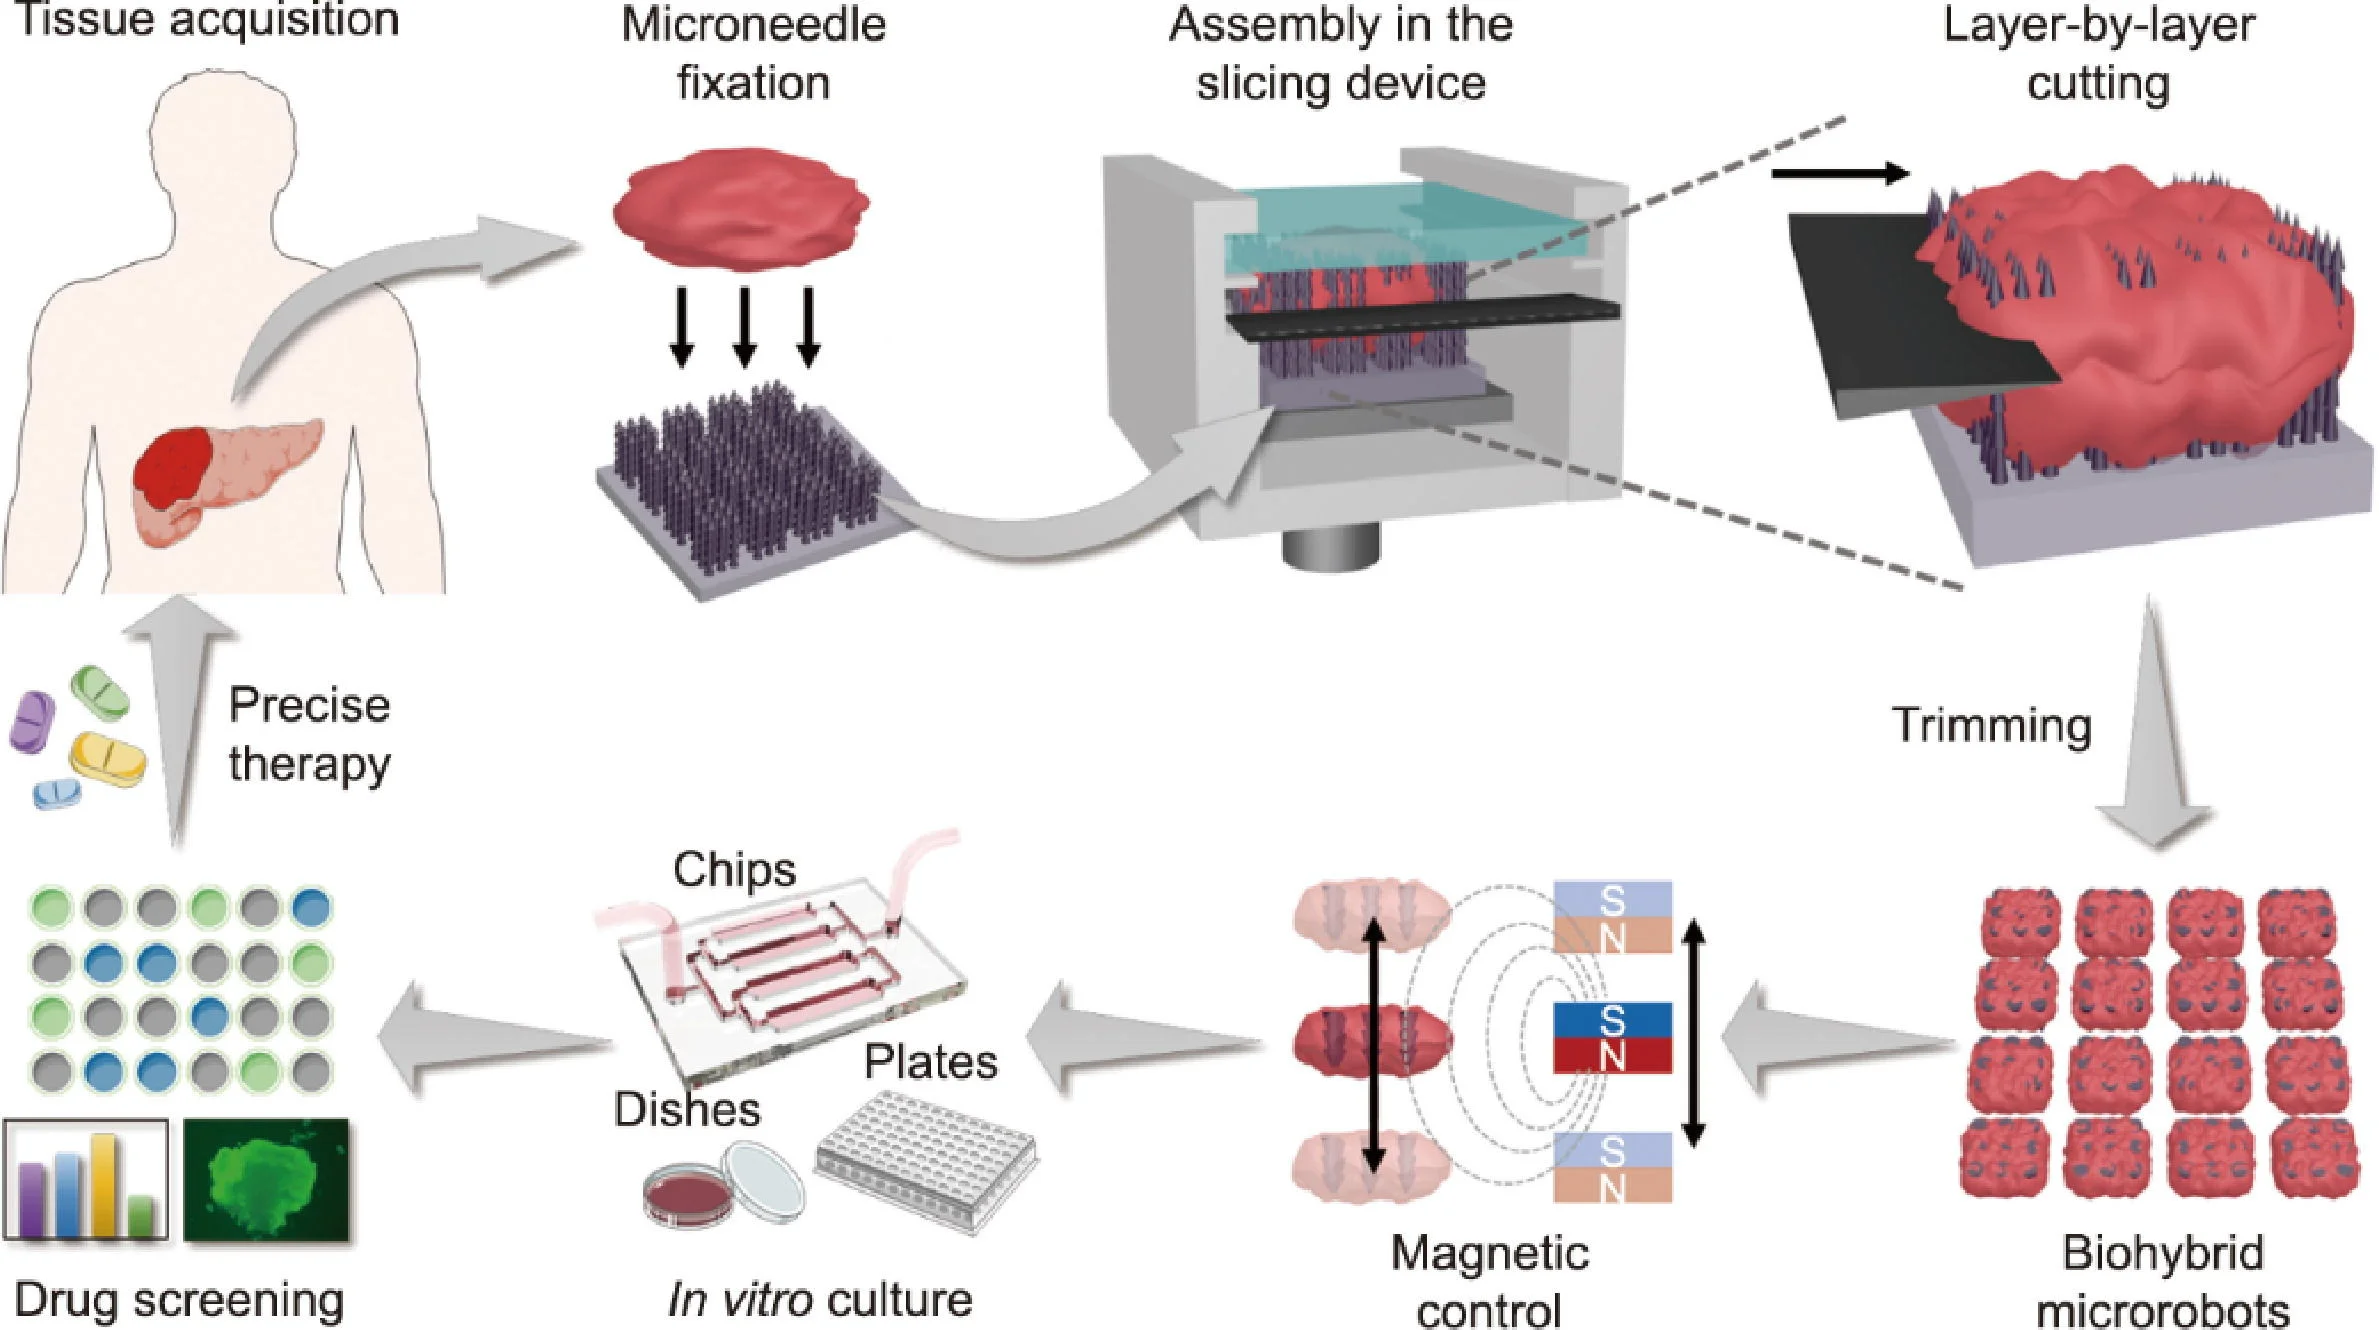 Tissue acquisition
Microneedle
fixation
Assembly in the
slicing device
Layer-by-layer
cutting
Trimming
Precise
therapy
Chips
Plates
Dishes
S
N
S
N
S
N
Drug screening
In vitro culture
Magnetic
control
Biohybrid
microrobots